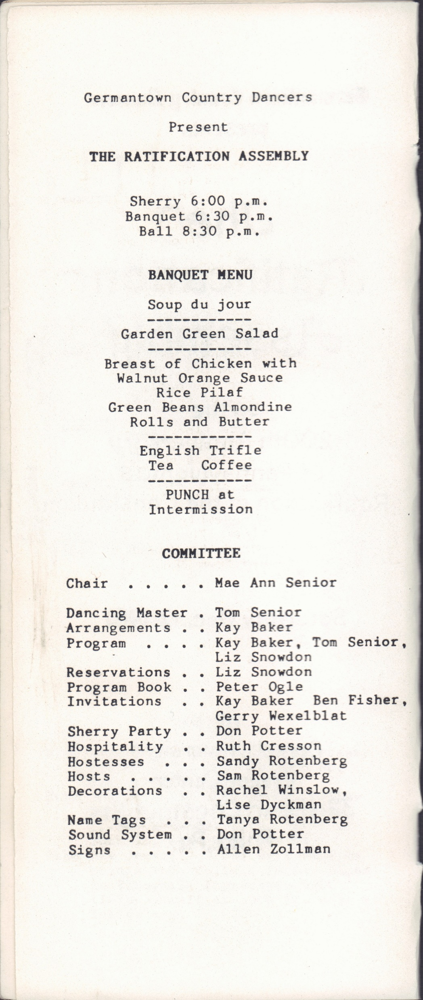 Germantown Country Dancers
Present
THE RATIFICATION ASSEMBLY
Sherry 6:00 p.m.
Banquet 6:30 p.m.
Ball 8:30 p.m.
BANQUET MENU
Soup du jour
------------
Garden Green Salad
------------
Breast of Chicken with
Walnut Orange Sauce
Rice Pilaf
Green Beans Almondine
Rolls and Butter
------------
English Trifle
Tea   Coffee
------------
PUNCH at
Intermission
COMMITTEE
Chair . . . . . Mae Ann Senior
Dancing Master . Tom Senior
Arrangements . . Kay Baker
Program . . . . Kay Baker, Tom Senior,
Liz Snowdon
Reservations . . Liz Snowdon
Program Book . . Peter Ogle
Invitations . . Kay Baker  Ben Fisher,
Gerry Wexelblat
Sherry Party . . Don Potter
Hospitality . . Ruth Cresson
Hostesses . . . Sandy Rotenberg
Hosts . . . . . Sam Rotenberg
Decorations . . Rachel Winslow,
Lise Dyckman
Name Tags . . . Tanya Rotenberg
Sound System . . Don Potter
Signs . . . . . Allen Zollman